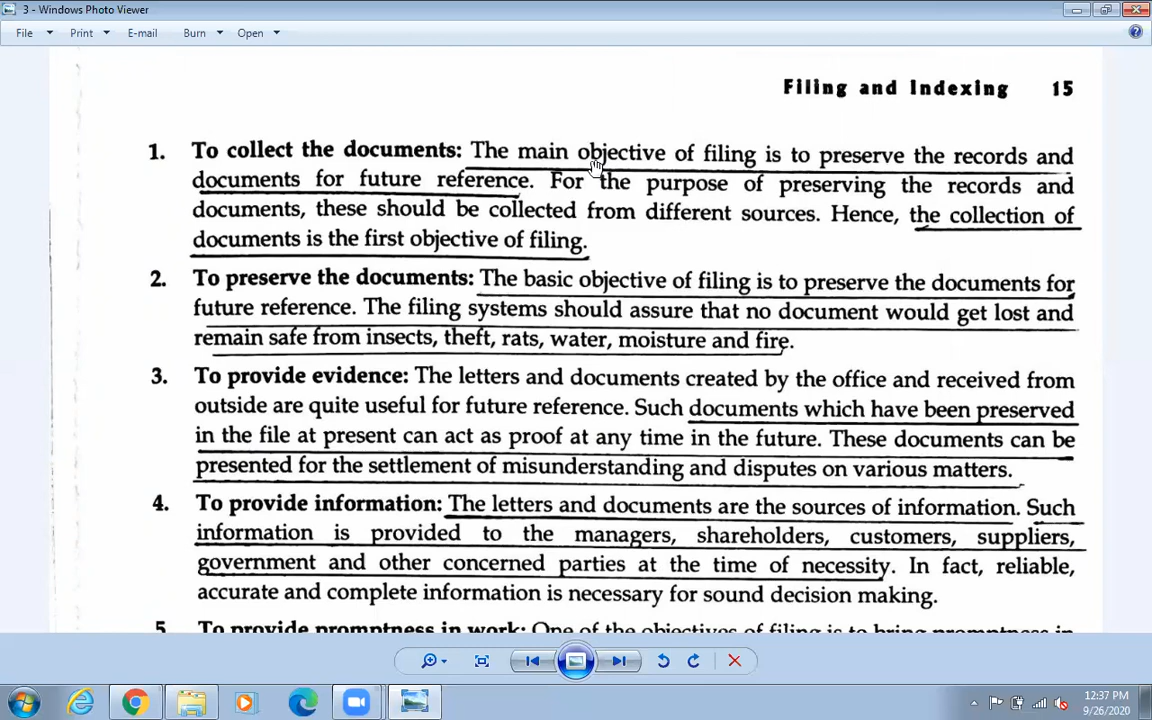 3 - Windows Photo Viewer
File Print E-mail Burn Open
Filing and Indexing 15
1. To collect the documents: The main objective of filing is to preserve the records and
documents for future reference. For the purpose of preserving the records and
documents, these should be collected from different sources. Hence, the collection of
documents is the first objective of filing.
2. To preserve the documents: The basic objective of filing is to preserve the documents for
future reference. The filing systems should assure that no document would get lost and
remain safe from insects, theft, rats, water, moisture and fire.
3. To provide evidence: The letters and documents created by the office and received from
outside are quite useful for future reference. Such documents which have been preserved
in the file at present can act as proof at any time in the future. These documents can be
presented for the settlement of misunderstanding and disputes on various matters.
4. To provide information: The letters and documents are the sources of information. Such
information is provided to the managers, shareholders, customers, suppliers,
government and other concerned parties at the time of necessity. In fact, reliable,
accurate and complete information is necessary for sound decision making.
5. To provide promptness in work: One of the objectives of filing is to bring promptness in
12:37 PM
9/26/2020